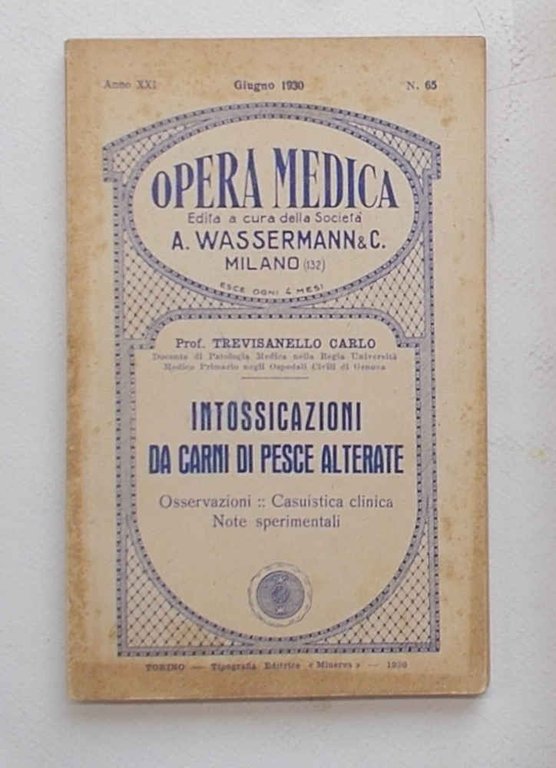 Anno XXI Giugno 1930 N. 65
OPERA MEDICA
Edita a cura della Società
A. WASSERMANN & C.
MILANO (132)
ESCE OGNI 4 MESI
Prof. TREVISANELLO CARLO
Docente di Patologia Medica nella Regia Università
Medico Primario negli Ospedali Civili di Genova
INTOSSICAZIONI
DA CARNI DI PESCE ALTERATE
Osservazioni :: Casuistica clinica
Note sperimentali
TORINO — Tipografia Editrice «Minerva» — 1930